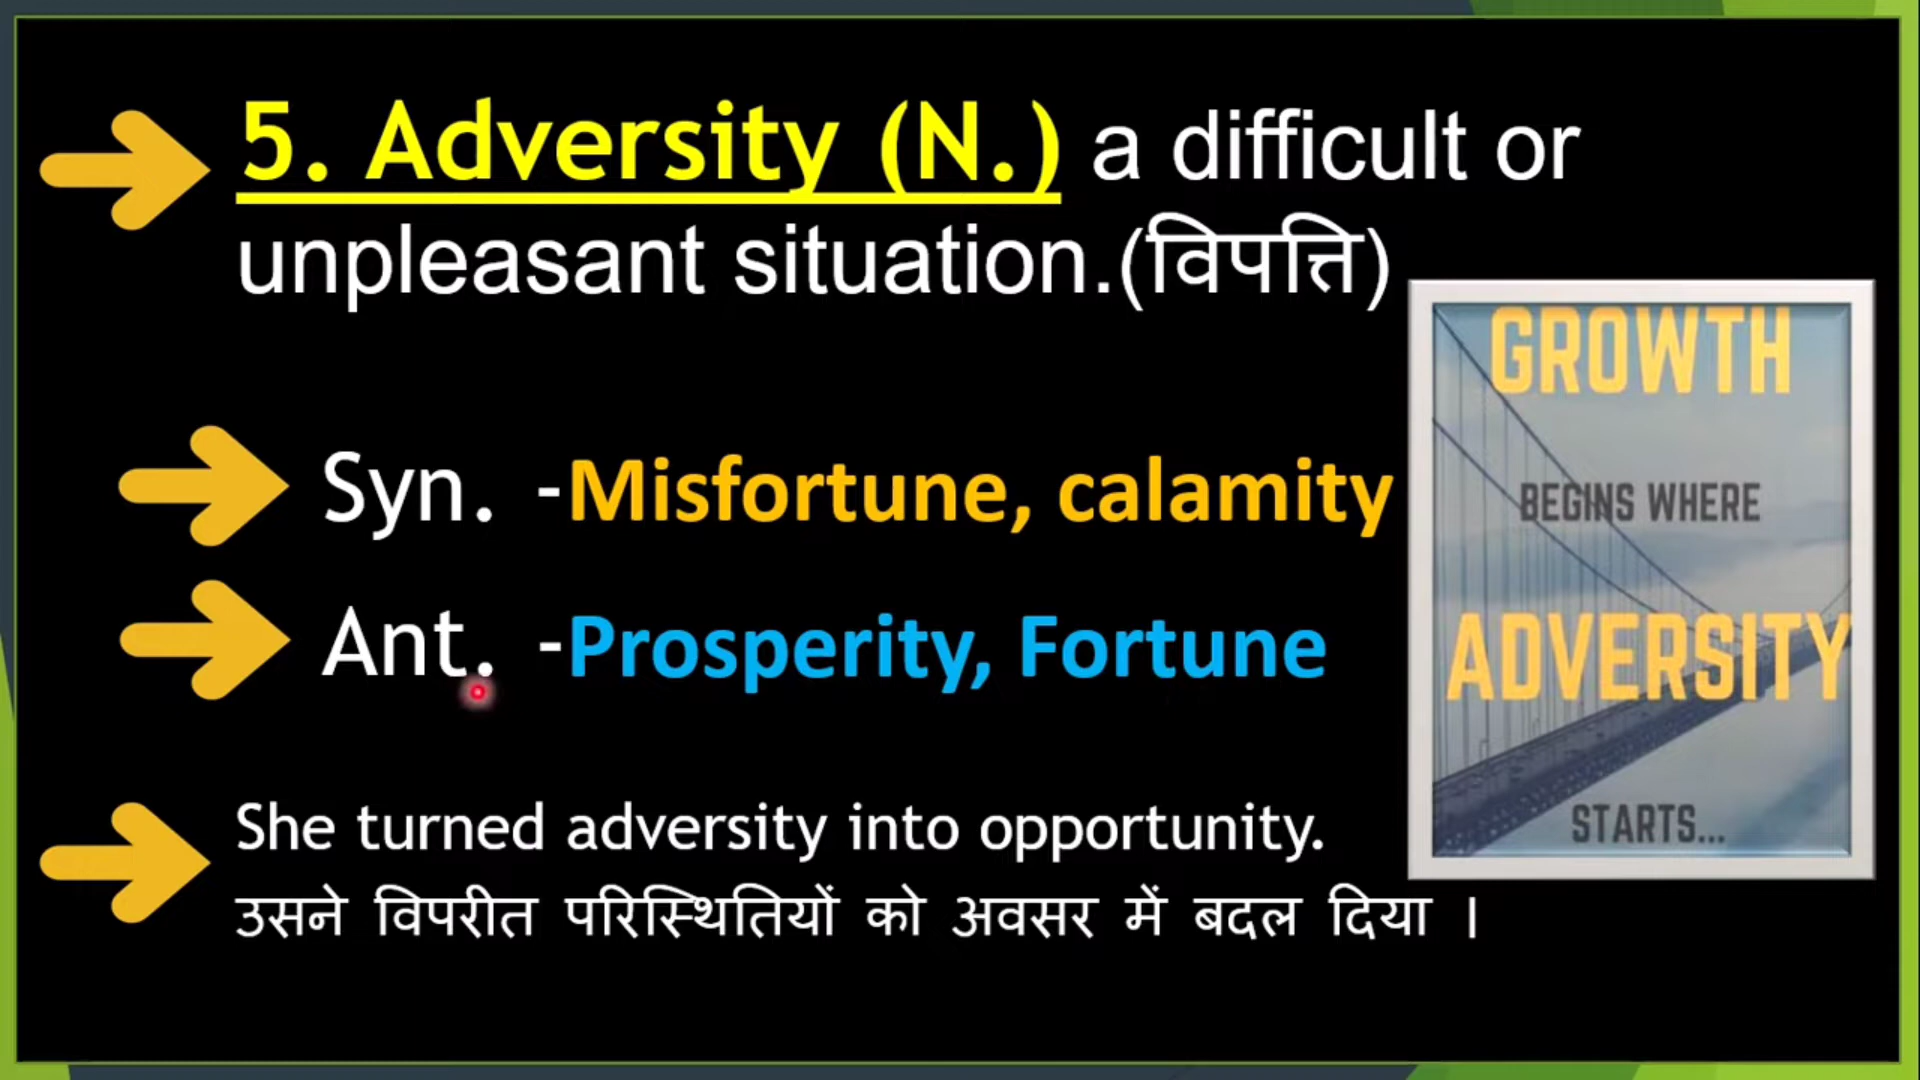 5. Adversity (N.) a difficult or
unpleasant situation.(विपत्ति)
Syn. -Misfortune, calamity
Ant. -Prosperity, Fortune
She turned adversity into opportunity.
उसने विपरीत परिस्थितियों को अवसर में बदल दिया ।
GROWTH
BEGINS WHERE
ADVERSITY
STARTS...